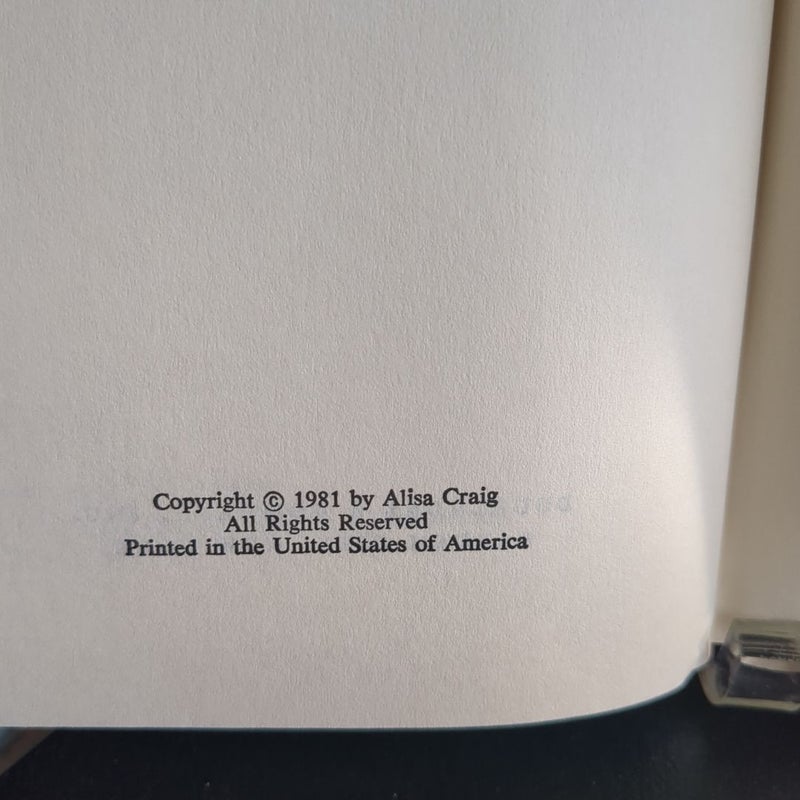 Copyright © 1981 by Alisa Craig
All Rights Reserved
Printed in the United States of America